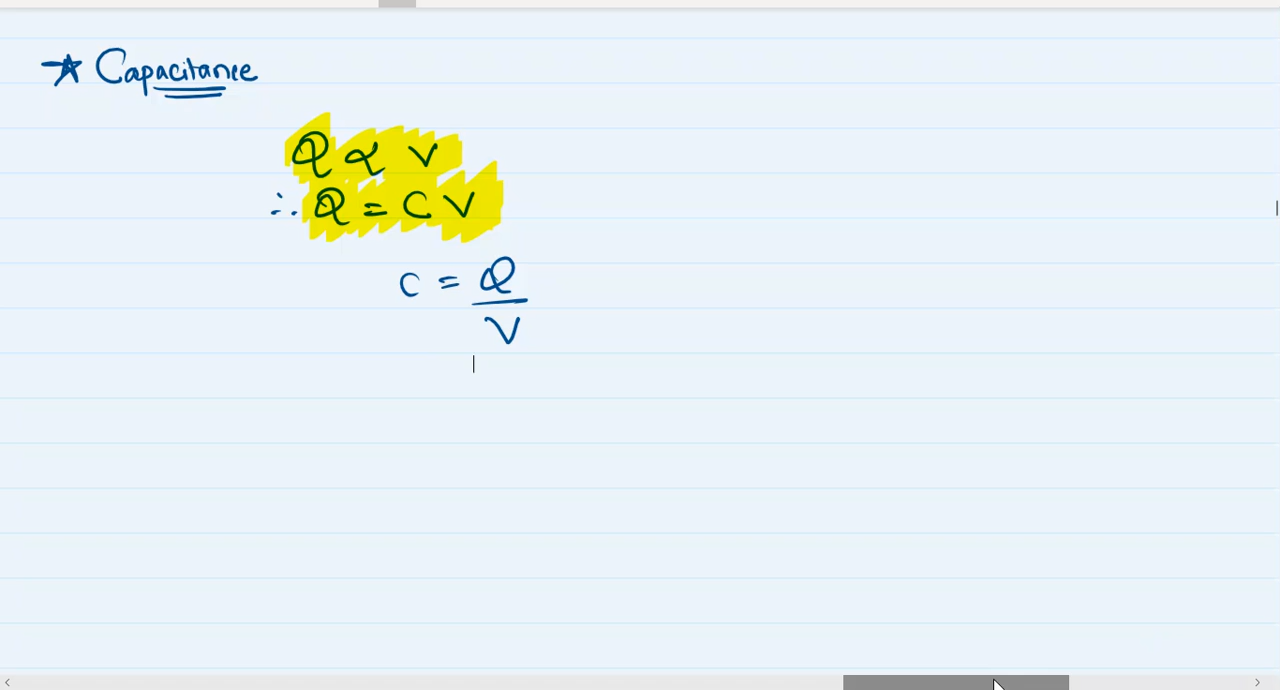 ★ Capacitance
Q ∝ V
∴ Q = C V
C = Q
V